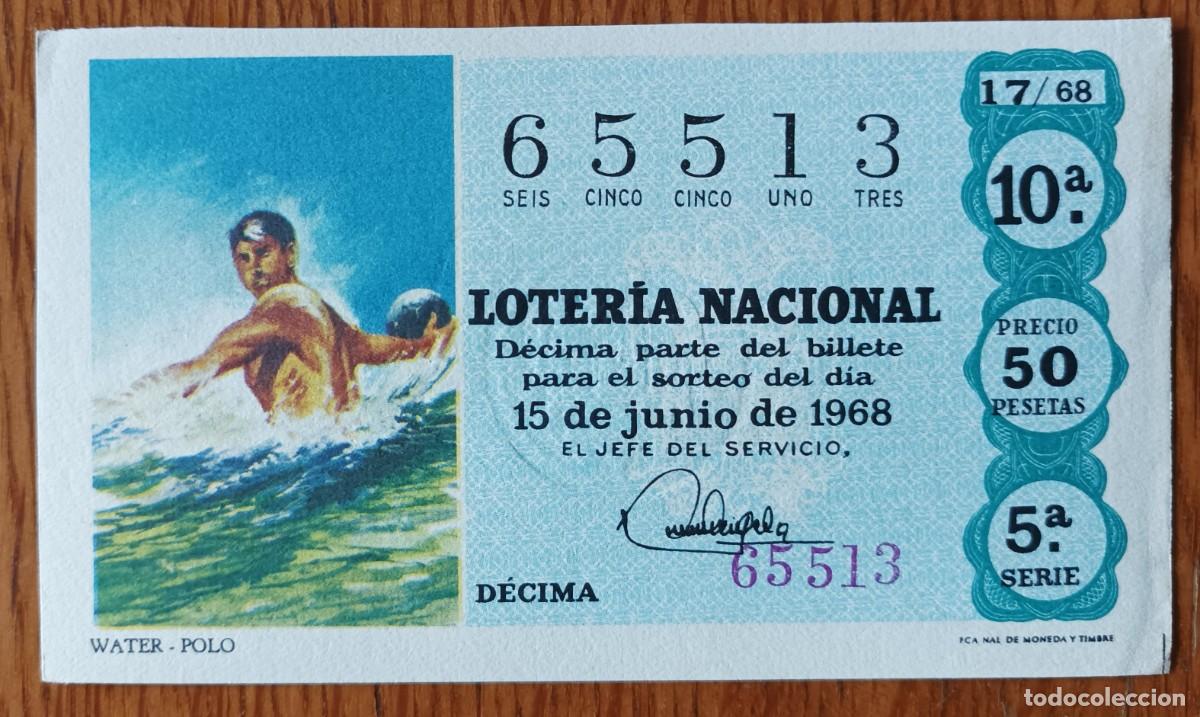 17/68
6 5 5 1 3
SEIS CINCO CINCO UNO TRES
10ª.
LOTERÍA NACIONAL
Décima parte del billete
para el sorteo del día
15 de junio de 1968
EL JEFE DEL SERVICIO,
PRECIO
50
PESETAS
65513
5.ª
SERIE
DÉCIMA
WATER - POLO
FCA NAL DE MONEDA Y TIMBRE
todocoleccion